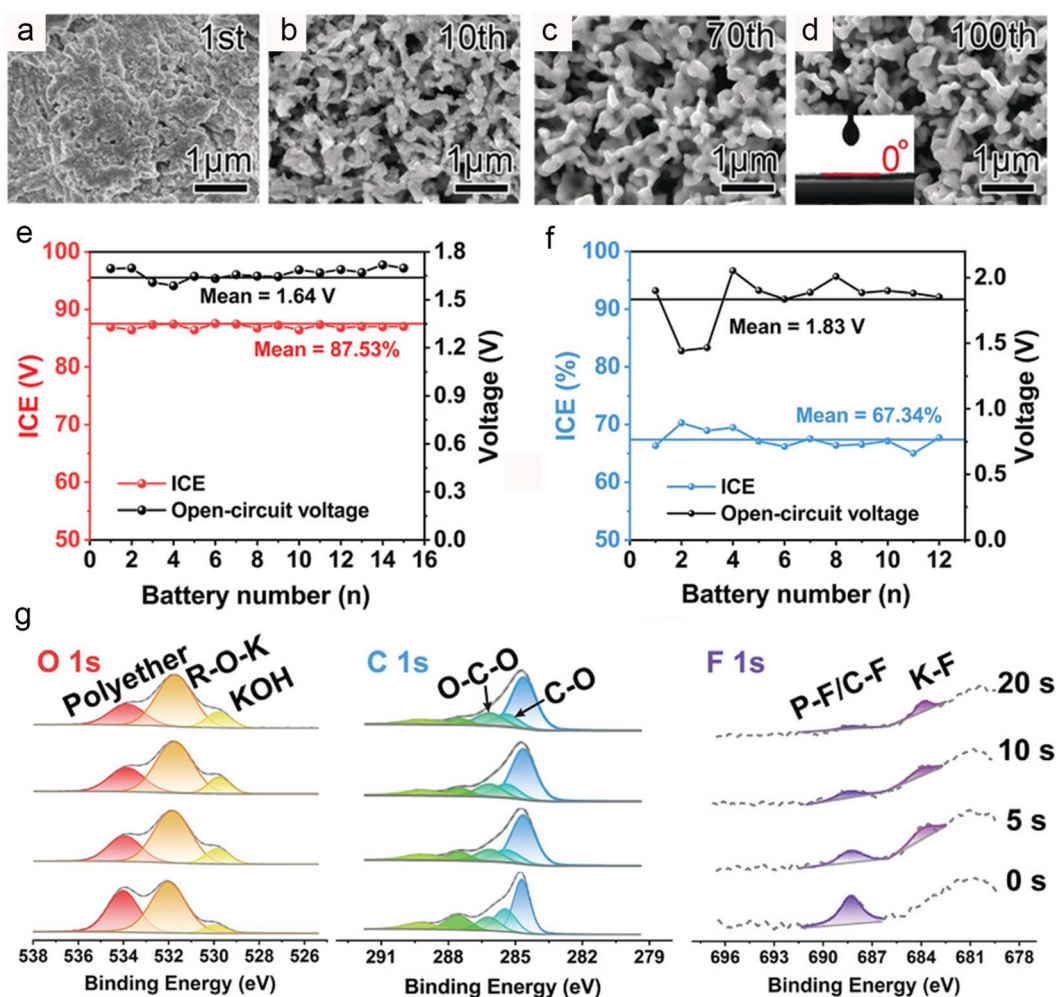 a
1st
1μm
b
10th
1μm
c
70th
1μm
d
100th
0°
1μm
e
100
90
80
70
60
50
ICE (V)
1.8
1.5
1.2
0.9
0.6
0.3
0.0
Voltage (V)
Mean = 1.64 V
Mean = 87.53%
ICE
Open-circuit voltage
0 2 4 6 8 10 12 14 16
Battery number (n)
f
100
90
80
70
60
50
ICE (%)
2.0
1.5
1.0
0.5
0.0
Voltage (V)
Mean = 1.83 V
Mean = 67.34%
ICE
Open-circuit voltage
0 2 4 6 8 10 12
Battery number (n)
g
O 1s
Polyether
R-O-K
KOH
538 536 534 532 530 528 526
Binding Energy (eV)
C 1s
O-C-O
C-O
291 288 285 282 279
Binding Energy (eV)
F 1s
P-F/C-F
K-F
20 s
10 s
5 s
0 s
696 693 690 687 684 681 678
Binding Energy (eV)